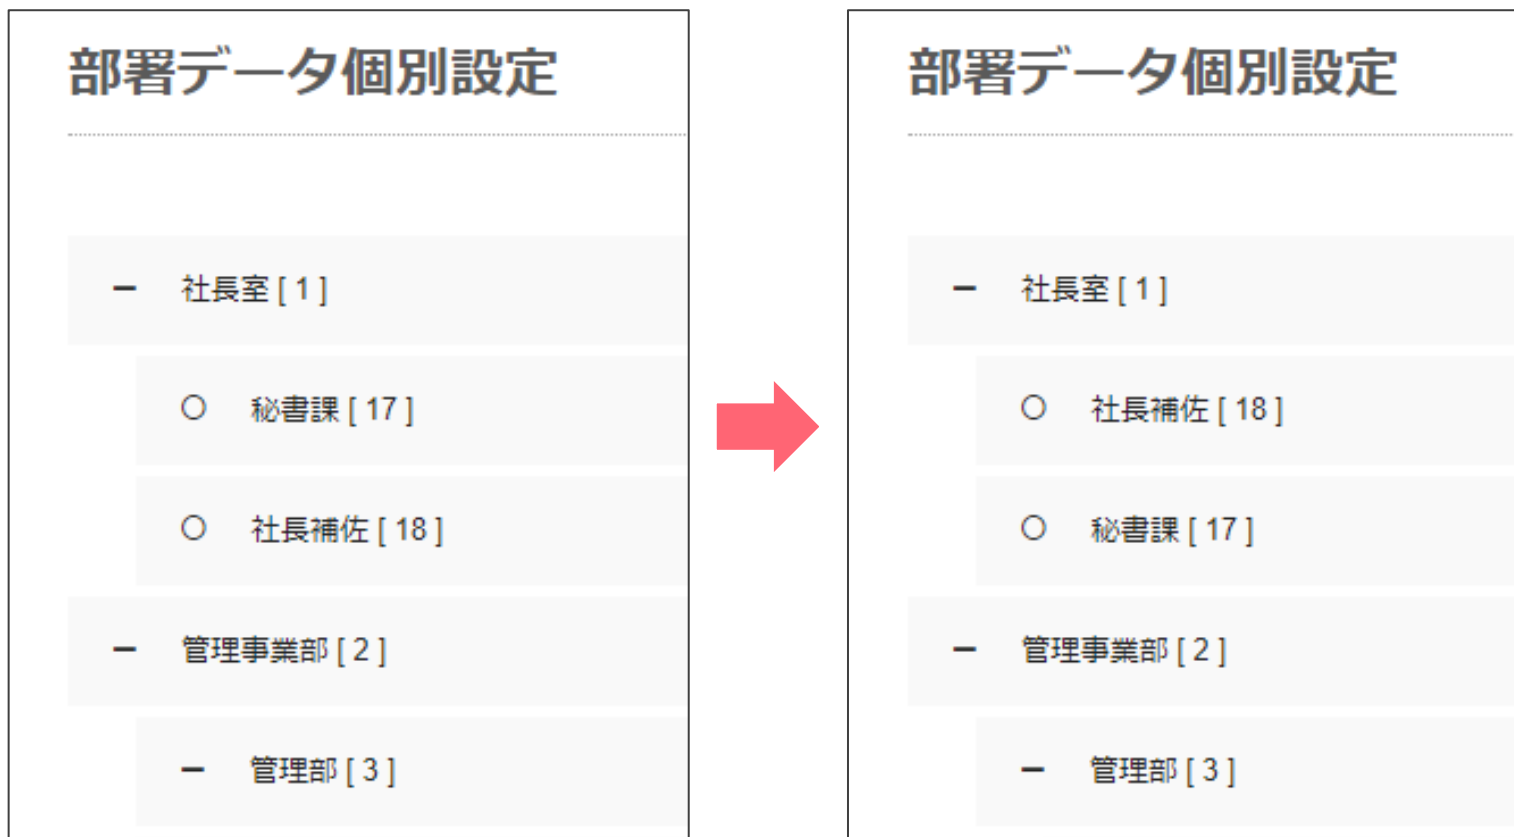 部署データ個別設定
社長室 [ 1 ]
秘書課 [ 17 ]
社長補佐 [ 18 ]
管理事業部 [ 2 ]
管理部 [ 3 ]
部署データ個別設定
社長室 [ 1 ]
社長補佐 [ 18 ]
秘書課 [ 17 ]
管理事業部 [ 2 ]
管理部 [ 3 ]